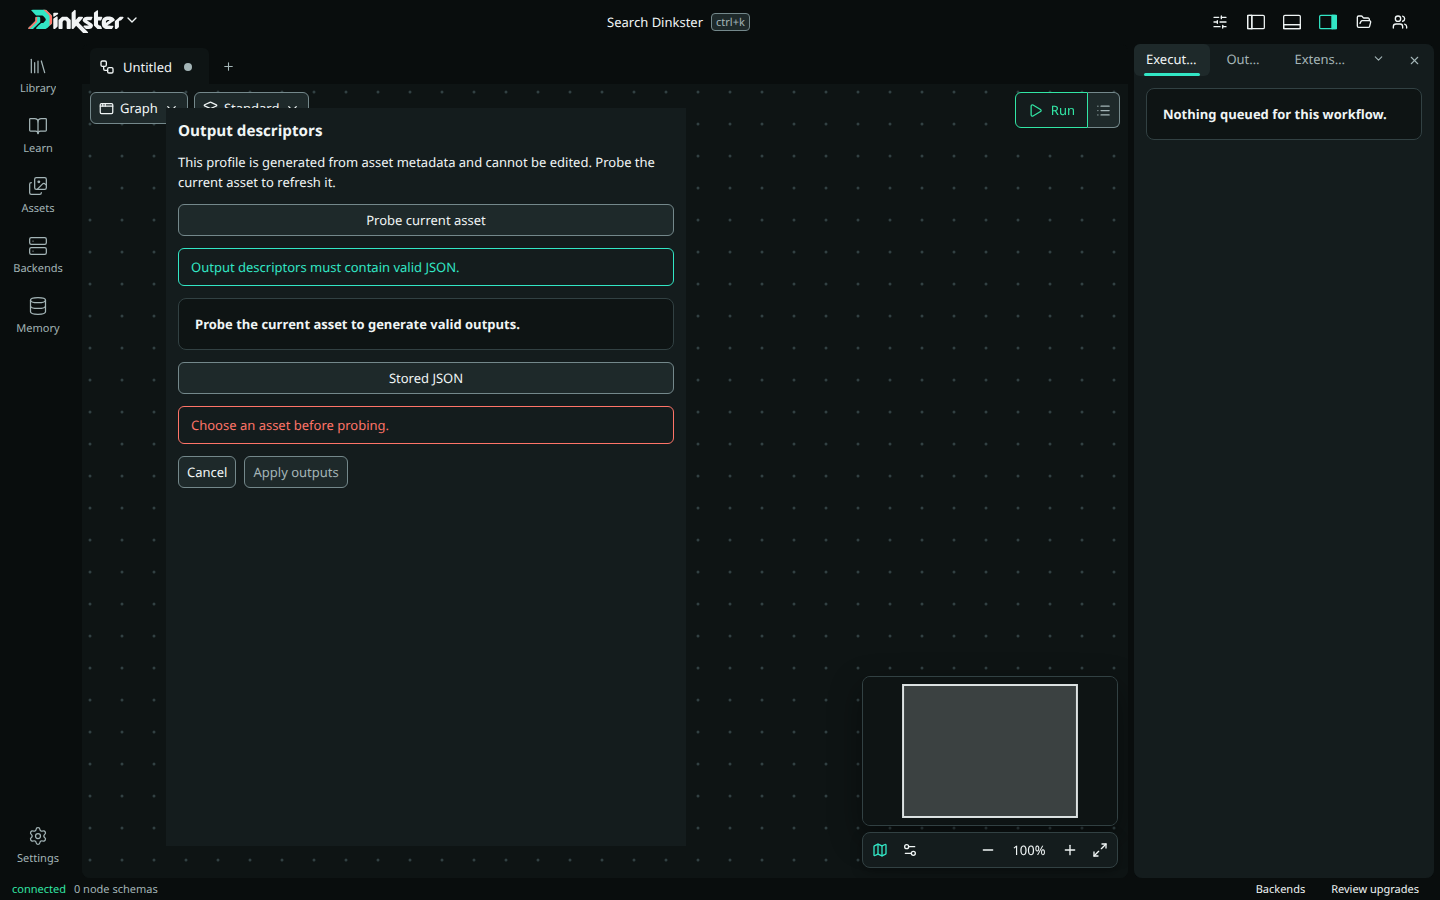 Dinkster
Search Dinkster ctrl+k
Library
Learn
Assets
Backends
Memory
Settings
Untitled
Graph
Standard
Run
Output descriptors
This profile is generated from asset metadata and cannot be edited. Probe the
current asset to refresh it.
Probe current asset
Output descriptors must contain valid JSON.
Probe the current asset to generate valid outputs.
Stored JSON
Choose an asset before probing.
Cancel Apply outputs
100%
Execut... Out... Extens...
Nothing queued for this workflow.
connected 0 node schemas
Backends Review upgrades